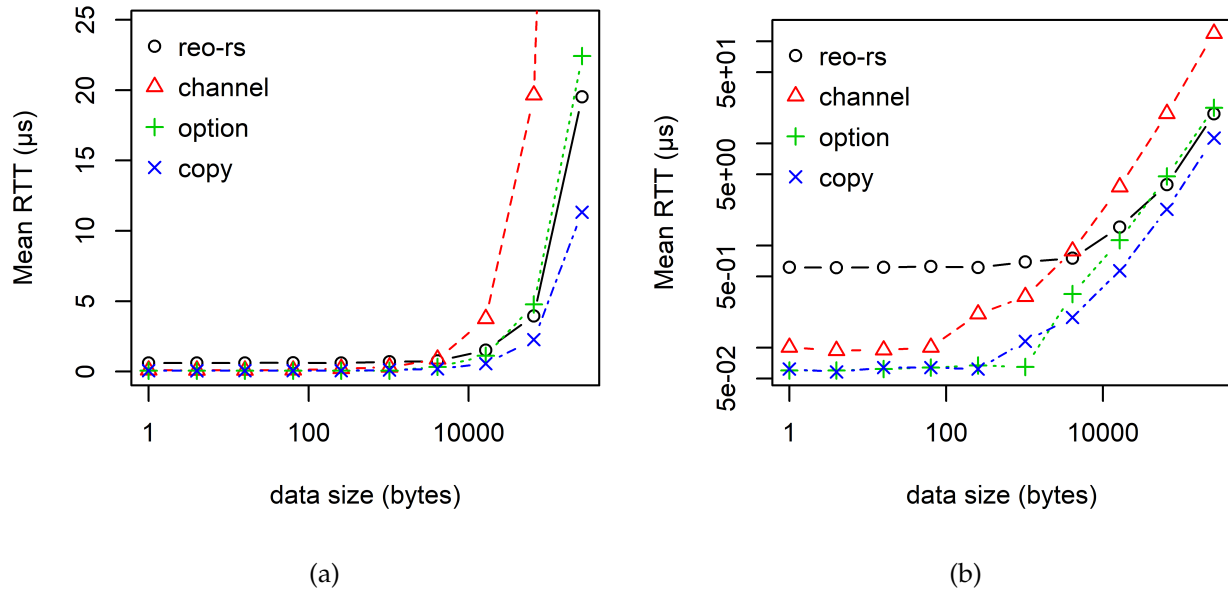 25
20
15
10
5
0
Mean RTT (µs)
reo-rs
channel
option
copy
1
100
10000
data size (bytes)
(a)
5e+01
5e+00
5e-01
5e-02
Mean RTT (µs)
reo-rs
channel
option
copy
1
100
10000
data size (bytes)
(b)